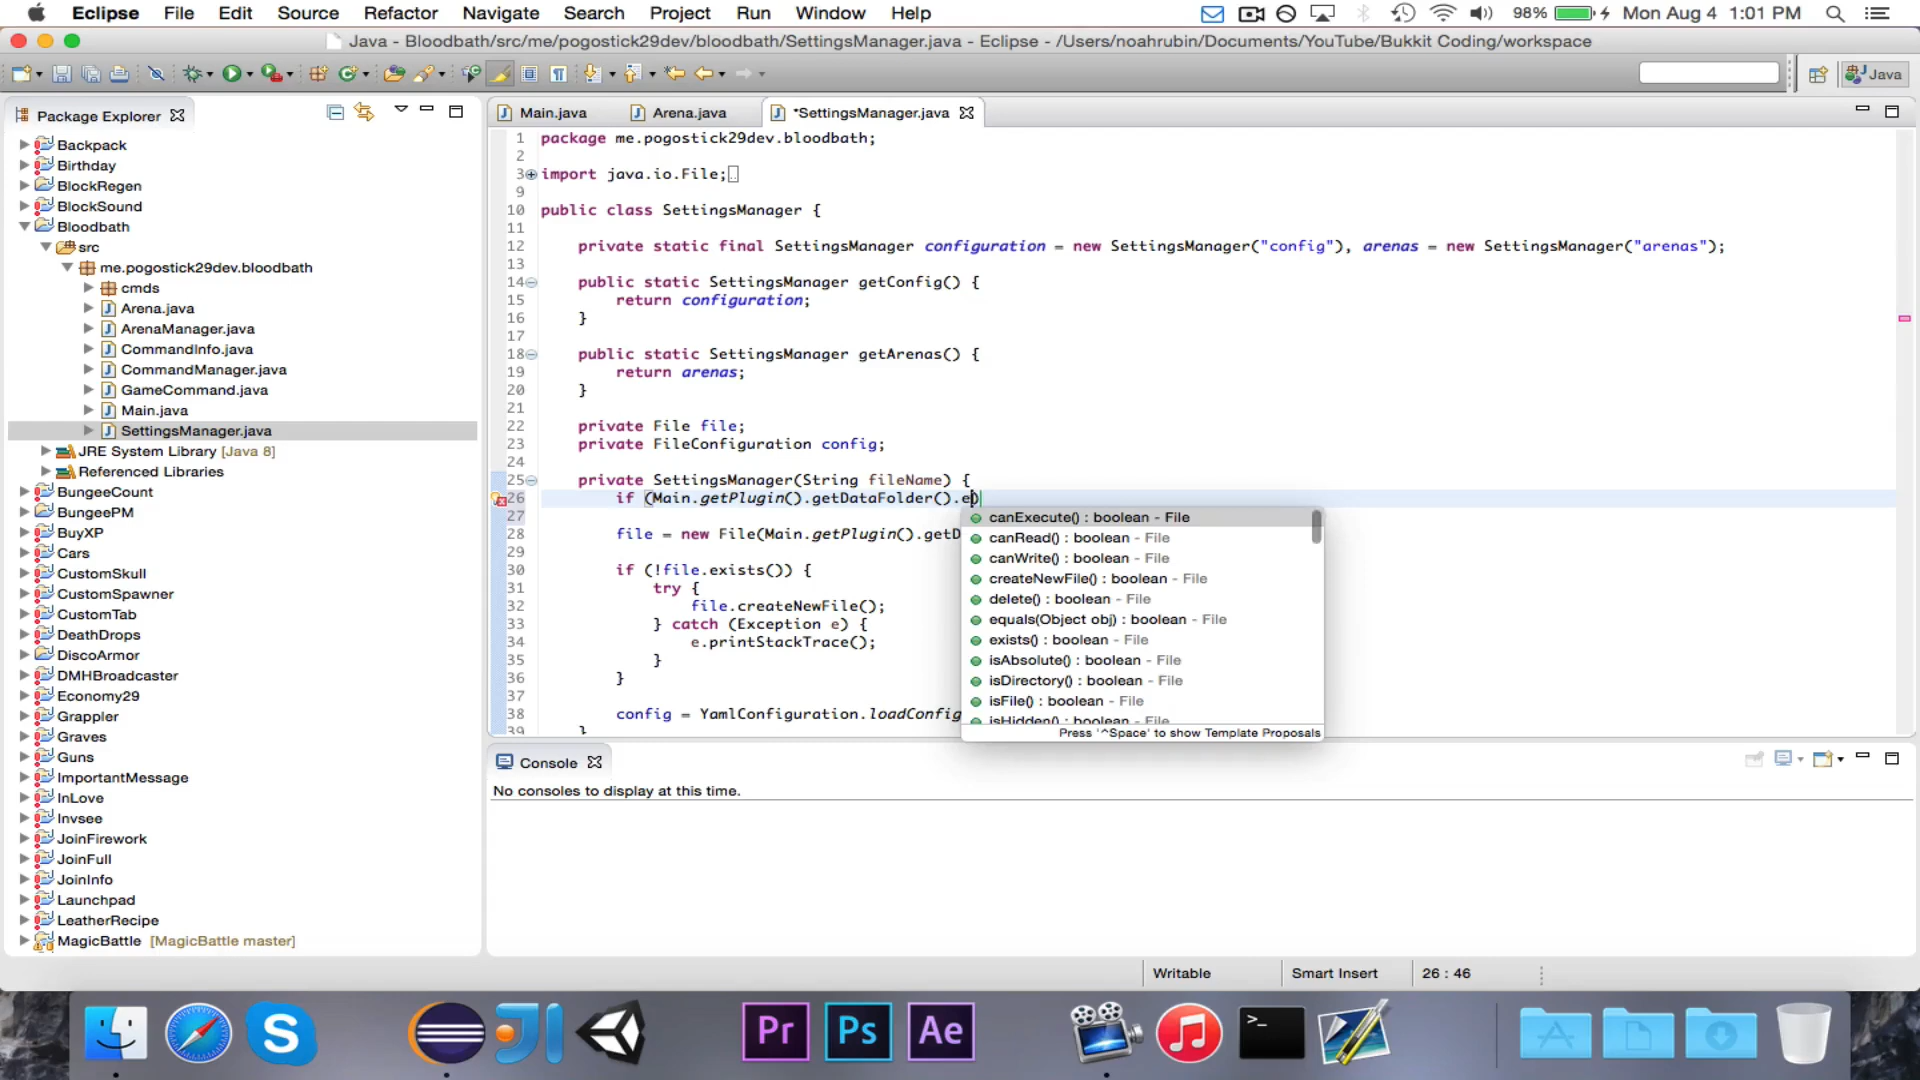 Eclipse File Edit Source Refactor Navigate Search Project Run Window Help 98% Mon Aug 4 1:01 PM
Java - Bloodbath/src/me/pogostick29dev/bloodbath/SettingsManager.java - Eclipse - /Users/noahrubin/Documents/YouTube/Bukkit Coding/workspace
Java
Package Explorer
Backpack
Birthday
BlockRegen
BlockSound
Bloodbath
src
me.pogostick29dev.bloodbath
cmds
Arena.java
ArenaManager.java
CommandInfo.java
CommandManager.java
GameCommand.java
Main.java
SettingsManager.java
JRE System Library [Java 8]
Referenced Libraries
BungeeCount
BungeePM
BuyXP
Cars
CustomSkull
CustomSpawner
CustomTab
DeathDrops
DiscoArmor
DMHBroadcaster
Economy29
Grappler
Graves
Guns
ImportantMessage
InLove
Invsee
JoinFirework
JoinFull
JoinInfo
Launchpad
LeatherRecipe
MagicBattle [MagicBattle master]
Main.java Arena.java *SettingsManager.java
1 package me.pogostick29dev.bloodbath;
2
3 import java.io.File;
9
10 public class SettingsManager {
11
12 private static final SettingsManager configuration = new SettingsManager("config"), arenas = new SettingsManager("arenas");
13
14 public static SettingsManager getConfig() {
15 return configuration;
16 }
17
18 public static SettingsManager getArenas() {
19 return arenas;
20 }
21
22 private File file;
23 private FileConfiguration config;
24
25 private SettingsManager(String fileName) {
26 if (Main.getPlugin().getDataFolder().e)
27
28 file = new File(Main.getPlugin().getD
29
30 if (!file.exists()) {
31 try {
32 file.createNewFile();
33 } catch (Exception e) {
34 e.printStackTrace();
35 }
36 }
37
38 config = YamlConfiguration.loadConfig
39 }
canExecute() : boolean - File
canRead() : boolean - File
canWrite() : boolean - File
createNewFile() : boolean - File
delete() : boolean - File
equals(Object obj) : boolean - File
exists() : boolean - File
isAbsolute() : boolean - File
isDirectory() : boolean - File
isFile() : boolean - File
isHidden() : boolean - File
Press '^Space' to show Template Proposals
Console
No consoles to display at this time.
Writable Smart Insert 26 : 46
Pr Ps Ae